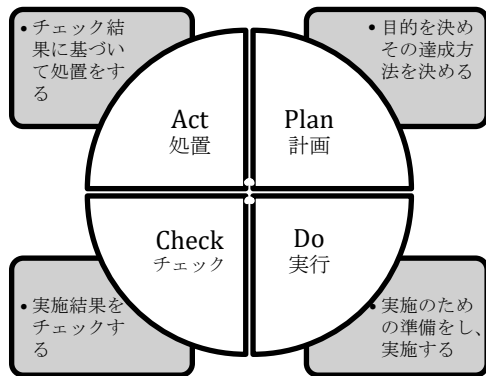 • チェック結
果に基づい
て処置をす
る
• 目的を決め
その達成方
法を決める
Act
処置
Plan
計画
Check
チェック
Do
実行
• 実施結果を
チェックす
る
• 実施のため
の準備をし、
実施する